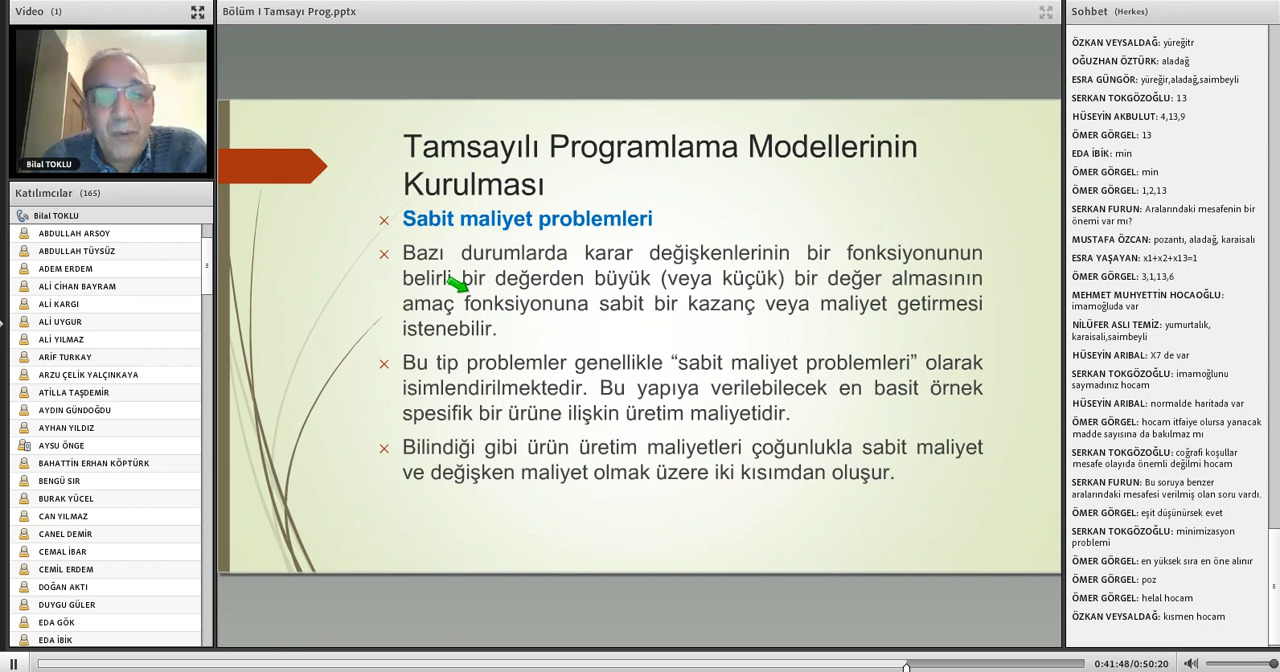 Video (1)
Bilal TOKLU
Katılımcılar (165)
Bilal TOKLU
ABDULLAH ARSOY
ABDULLAH TÜYSÜZ
ADEM ERDEM
ALİ CİHAN BAYRAM
ALİ KARGI
ALİ UYGUR
ALİ YILMAZ
ARİF TURKAY
ARZU ÇELİK YALÇINKAYA
ATİLLA TAŞDEMİR
AYDIN GÜNDOĞDU
AYHAN YILDIZ
AYSU ÖNGE
BAHATTİN ERHAN KÖPTÜRK
BENGÜ SIR
BURAK YÜCEL
CAN YILMAZ
CANEL DEMİR
CEMAL İBAR
CEMİL ERDEM
DOĞAN AKTI
DUYGU GÜLER
EDA GÖK
EDA İBİK
Bölüm I Tamsayı Prog.pptx
Tamsayılı Programlama Modellerinin
Kurulması
Sabit maliyet problemleri
Bazı durumlarda karar değişkenlerinin bir fonksiyonunun
belirli bir değerden büyük (veya küçük) bir değer almasının
amaç fonksiyonuna sabit bir kazanç veya maliyet getirmesi
istenebilir.
Bu tip problemler genellikle “sabit maliyet problemleri” olarak
isimlendirilmektedir. Bu yapıya verilebilecek en basit örnek
spesifik bir ürüne ilişkin üretim maliyetidir.
Bilindiği gibi ürün üretim maliyetleri çoğunlukla sabit maliyet
ve değişken maliyet olmak üzere iki kısımdan oluşur.
Sohbet (Herkes)
ÖZKAN VEYSALDAĞ: yüreğitr
OĞUZHAN ÖZTÜRK: aladağ
ESRA GÜNGÖR: yüreğir,aladağ,saimbeyli
SERKAN TOKGÖZOĞLU: 13
HÜSEYİN AKBULUT: 4,13,9
ÖMER GÖRGEL: 13
EDA İBİK: min
ÖMER GÖRGEL: min
ÖMER GÖRGEL: 1,2,13
SERKAN FURUN: Aralarındaki mesafenin bir
önemi var mı?
MUSTAFA ÖZCAN: pozantı, aladağ, karaisalı
ESRA YAŞAYAN: x1+x2+x13=1
ÖMER GÖRGEL: 3,1,13,6
MEHMET MUHYETTİN HOCAOĞLU:
imamoğluda var
NİLÜFER ASLI TEMİZ: yumurtalık,
karaisali,saimbeyli
HÜSEYİN ARIBAL: X7 de var
SERKAN TOKGÖZOĞLU: imamoğlunu
saymadınız hocam
HÜSEYİN ARIBAL: normalde haritada var
ÖMER GÖRGEL: hocam itfaiye olursa yanacak
madde sayısına da bakılmaz mı
SERKAN TOKGÖZOĞLU: coğrafi koşullar
mesafe olayıda önemli değilmi hocam
SERKAN FURUN: Bu soruya benzer
aralarındaki mesafesi verilmiş olan soru vardı.
ÖMER GÖRGEL: eşit düşünürsek evet
SERKAN TOKGÖZOĞLU: minimizasyon
problemi
ÖMER GÖRGEL: en yüksek sıra en öne alınır
ÖMER GÖRGEL: poz
ÖMER GÖRGEL: helal hocam
ÖZKAN VEYSALDAĞ: kısmen hocam
0:41:48/0:50:20